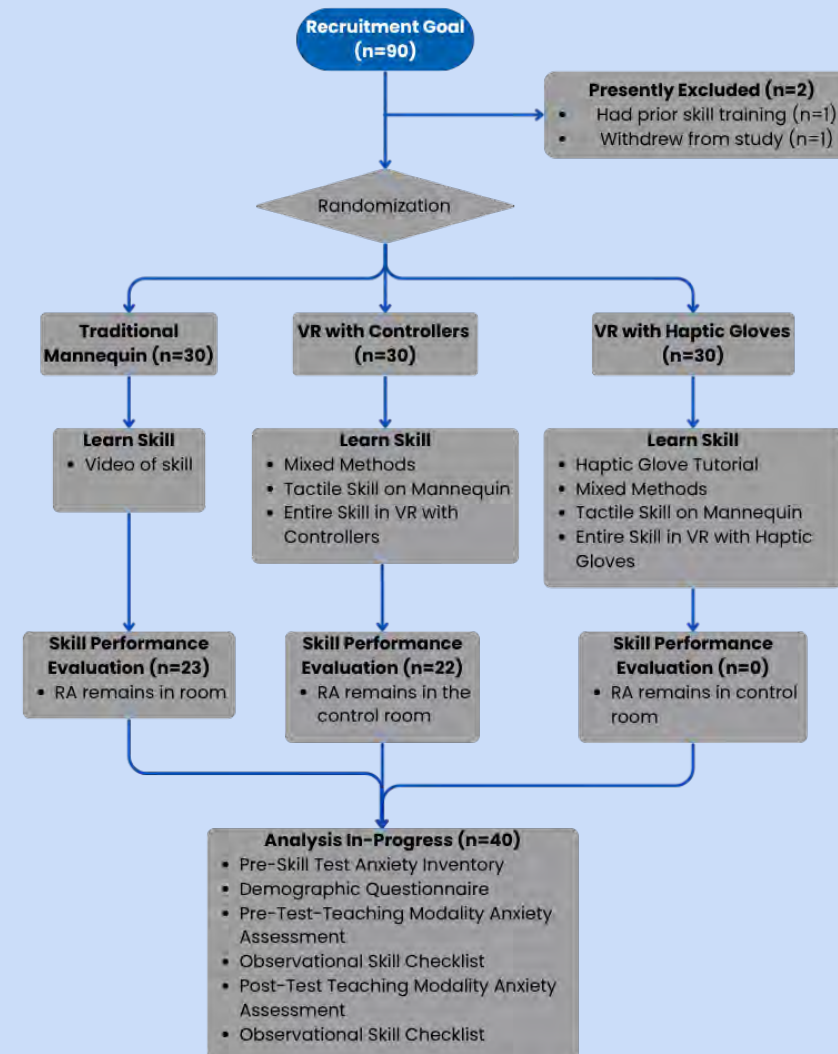 Recruitment Goal
(n=90)
Presently Excluded (n=2)
• Had prior skill training (n=1)
• Withdrew from study (n=1)
Randomization
Traditional
Mannequin (n=30)
VR with Controllers
(n=30)
VR with Haptic Gloves
(n=30)
Learn Skill
• Video of skill
Learn Skill
• Mixed Methods
• Tactile Skill on Mannequin
• Entire Skill in VR with
Controllers
Learn Skill
• Haptic Glove Tutorial
• Mixed Methods
• Tactile Skill on Mannequin
• Entire Skill in VR with Haptic
Gloves
Skill Performance
Evaluation (n=23)
• RA remains in room
Skill Performance
Evaluation (n=22)
• RA remains in the
control room
Skill Performance
Evaluation (n=0)
• RA remains in control
room
Analysis In-Progress (n=40)
• Pre-Skill Test Anxiety Inventory
• Demographic Questionnaire
• Pre-Test-Teaching Modality Anxiety
Assessment
• Observational Skill Checklist
• Post-Test Teaching Modality Anxiety
Assessment
• Observational Skill Checklist